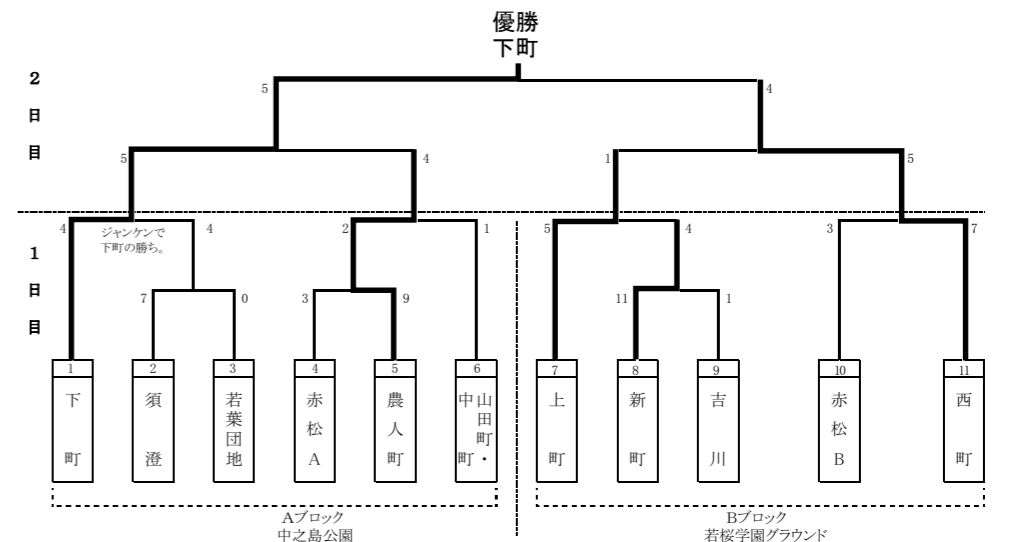 優勝
下町
2日目
5
4
5
4
1
5
1日目
4
ジャンケンで
下町の勝ち。
4
2
1
5
4
3
7
7
0
3
9
11
1
1
2
3
4
5
6
7
8
9
10
11
下町
須澄
若葉団地
赤松A
農人町
山田町・
中町
上町
新町
吉川
赤松B
西町
Aブロック
中之島公園
Bブロック
若桜学園グラウンド